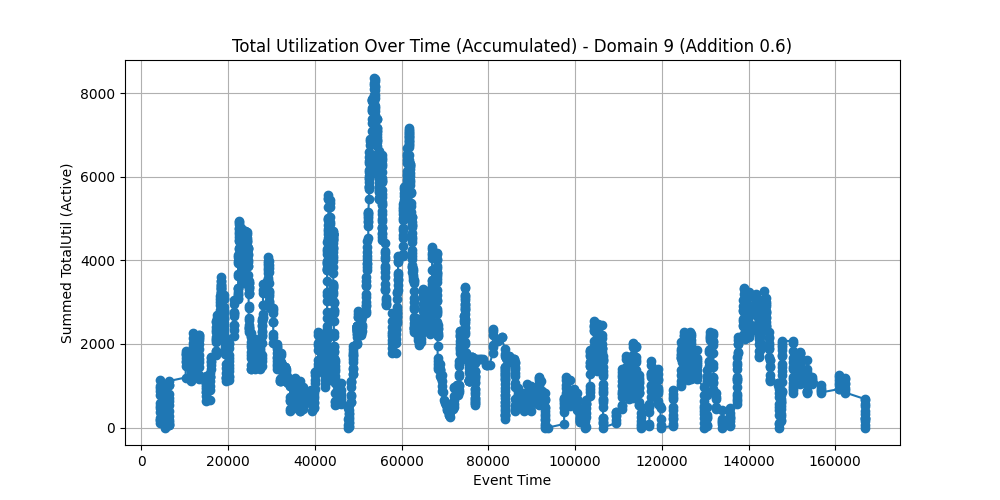 Total Utilization Over Time (Accumulated) - Domain 9 (Addition 0.6)
Summed TotalUtil (Active)
8000
6000
4000
2000
0
0 20000 40000 60000 80000 100000 120000 140000 160000
Event Time